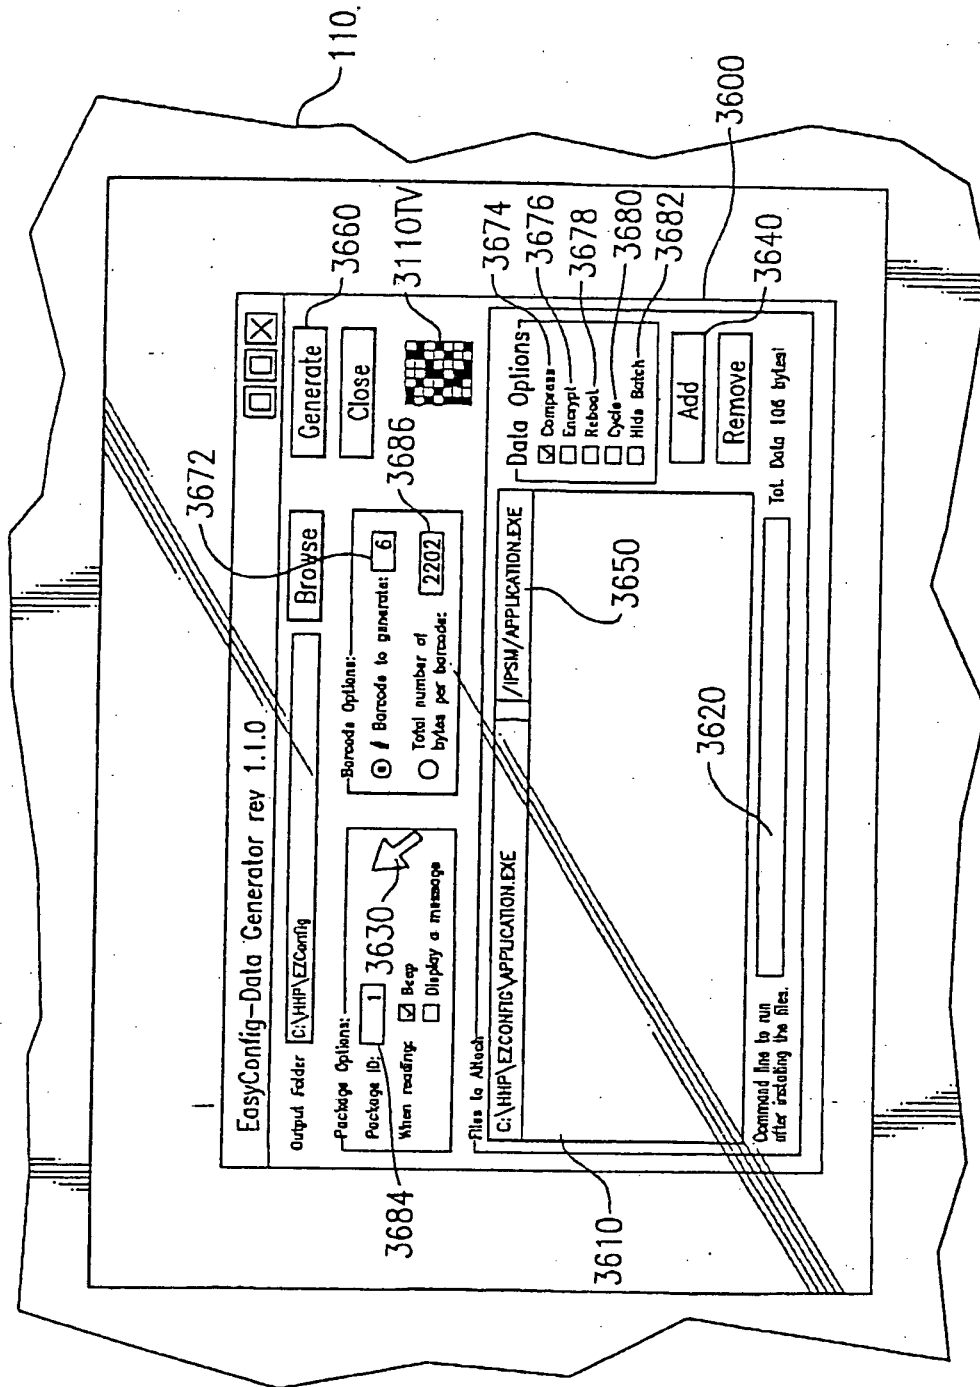 110.
EasyConfig-Data Generator rev 1.1.0
Output Folder C:\HHP\EZConfig Browse Generate
3672
3660
Package Options:
Package ID: 1 3630
When reading: Beep
Display a message
Barcode Options:
# Barcode to generate: 6
Total number of
bytes per barcode: 2202
3686
Close
3110TV
3684
Files to Attach
C:\HHP\EZCONFIG\APPLICATION.EXE /IPSM/APPLICATION.EXE
3610
3650
Data Options
Compress
Encrypt
Reboot
Cycle
Hide Batch
3674
3676
3678
3680
3682
Add
3640
Remove
3620
Command line to run
after installing the files.
Tot. Data 106 bytes!
3600